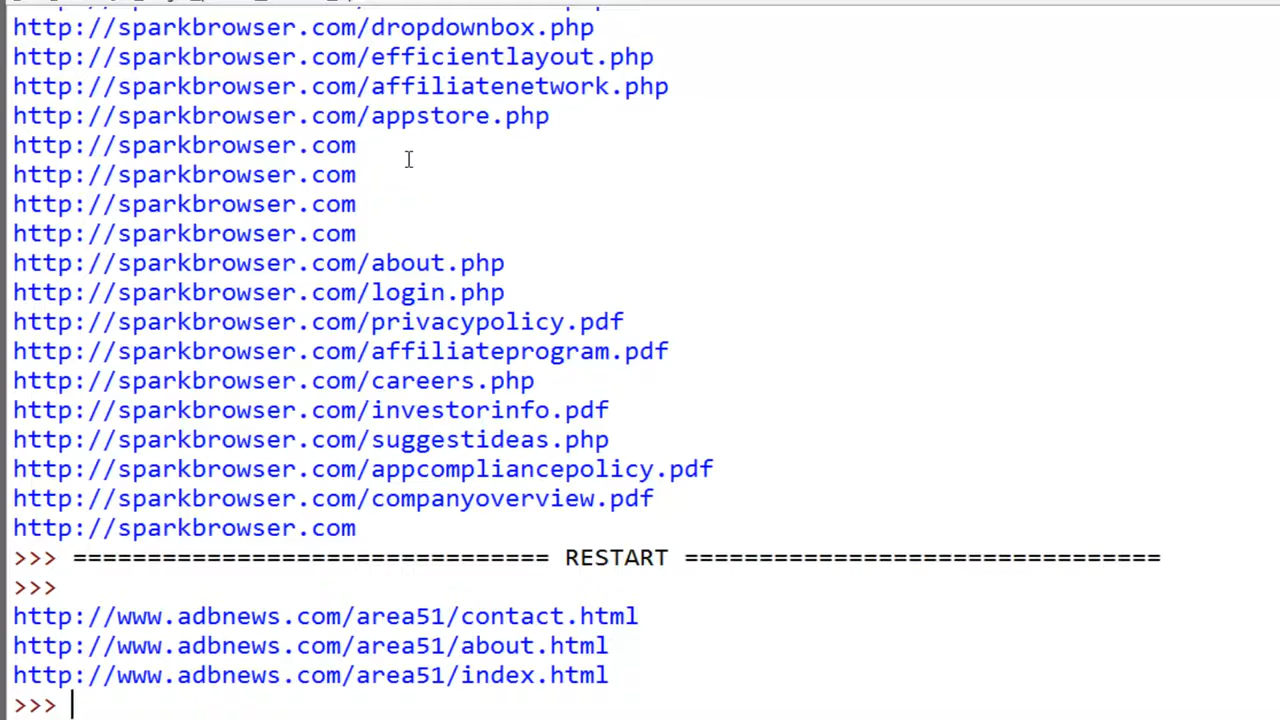 http://sparkbrowser.com/dropdownbox.php
http://sparkbrowser.com/efficientlayout.php
http://sparkbrowser.com/affiliatenetwork.php
http://sparkbrowser.com/appstore.php
http://sparkbrowser.com
http://sparkbrowser.com
http://sparkbrowser.com
http://sparkbrowser.com
http://sparkbrowser.com/about.php
http://sparkbrowser.com/login.php
http://sparkbrowser.com/privacypolicy.pdf
http://sparkbrowser.com/affiliateprogram.pdf
http://sparkbrowser.com/careers.php
http://sparkbrowser.com/investorinfo.pdf
http://sparkbrowser.com/suggestideas.php
http://sparkbrowser.com/appcompliancepolicy.pdf
http://sparkbrowser.com/companyoverview.pdf
http://sparkbrowser.com
>>> ================================ RESTART ================================
>>>
http://www.adbnews.com/area51/contact.html
http://www.adbnews.com/area51/about.html
http://www.adbnews.com/area51/index.html
>>>